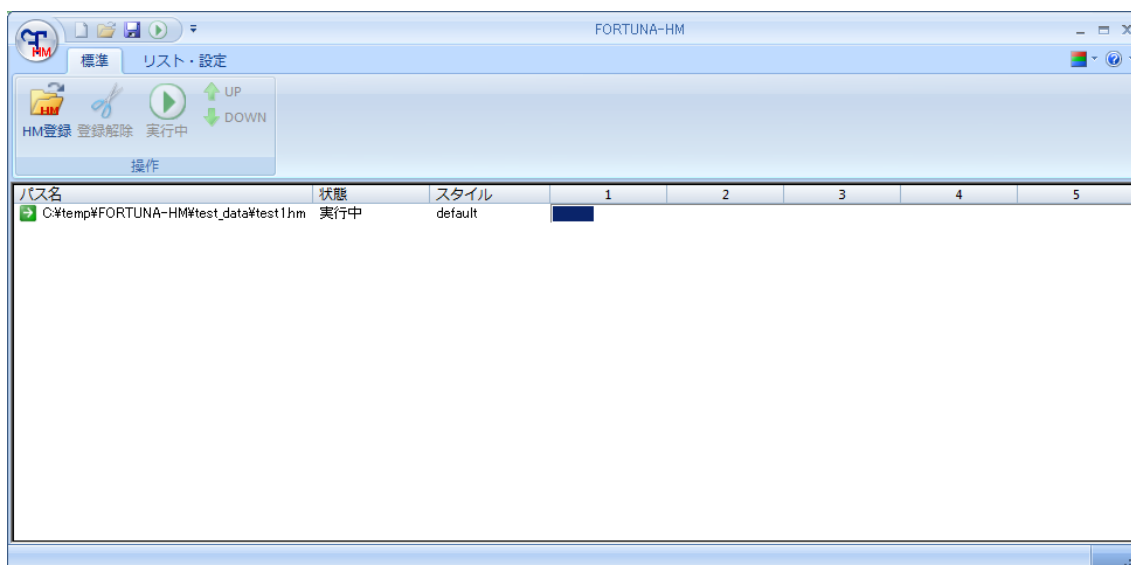 FORTUNA-HM
HM
標準 リスト・設定
HM
HM登録 登録解除 実行中 UP DOWN
操作
パス名 状態 スタイル 1 2 3 4 5
C:¥temp¥FORTUNA-HM¥test_data¥test1.hm 実行中 default